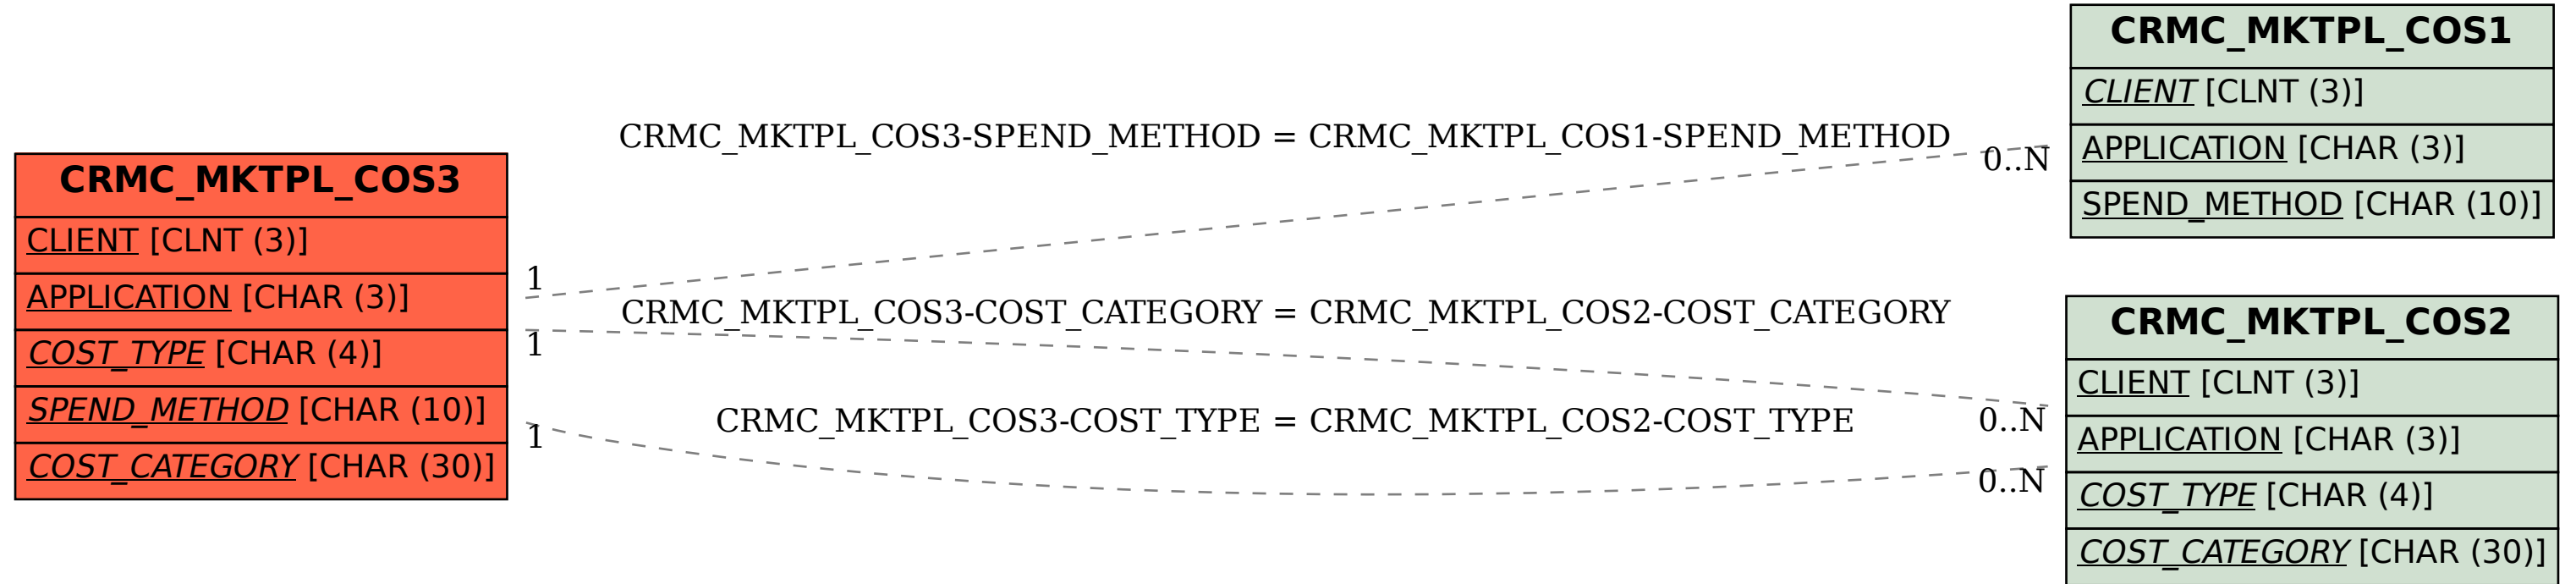 CRMC_MKTPL_COS3
CLIENT [CLNT (3)]
APPLICATION [CHAR (3)]
COST_TYPE [CHAR (4)]
SPEND_METHOD [CHAR (10)]
COST_CATEGORY [CHAR (30)]
CRMC_MKTPL_COS3-SPEND_METHOD = CRMC_MKTPL_COS1-SPEND_METHOD
1
0..N
CRMC_MKTPL_COS3-COST_CATEGORY = CRMC_MKTPL_COS2-COST_CATEGORY
1
0..N
CRMC_MKTPL_COS3-COST_TYPE = CRMC_MKTPL_COS2-COST_TYPE
1
0..N
CRMC_MKTPL_COS1
CLIENT [CLNT (3)]
APPLICATION [CHAR (3)]
SPEND_METHOD [CHAR (10)]
CRMC_MKTPL_COS2
CLIENT [CLNT (3)]
APPLICATION [CHAR (3)]
COST_TYPE [CHAR (4)]
COST_CATEGORY [CHAR (30)]